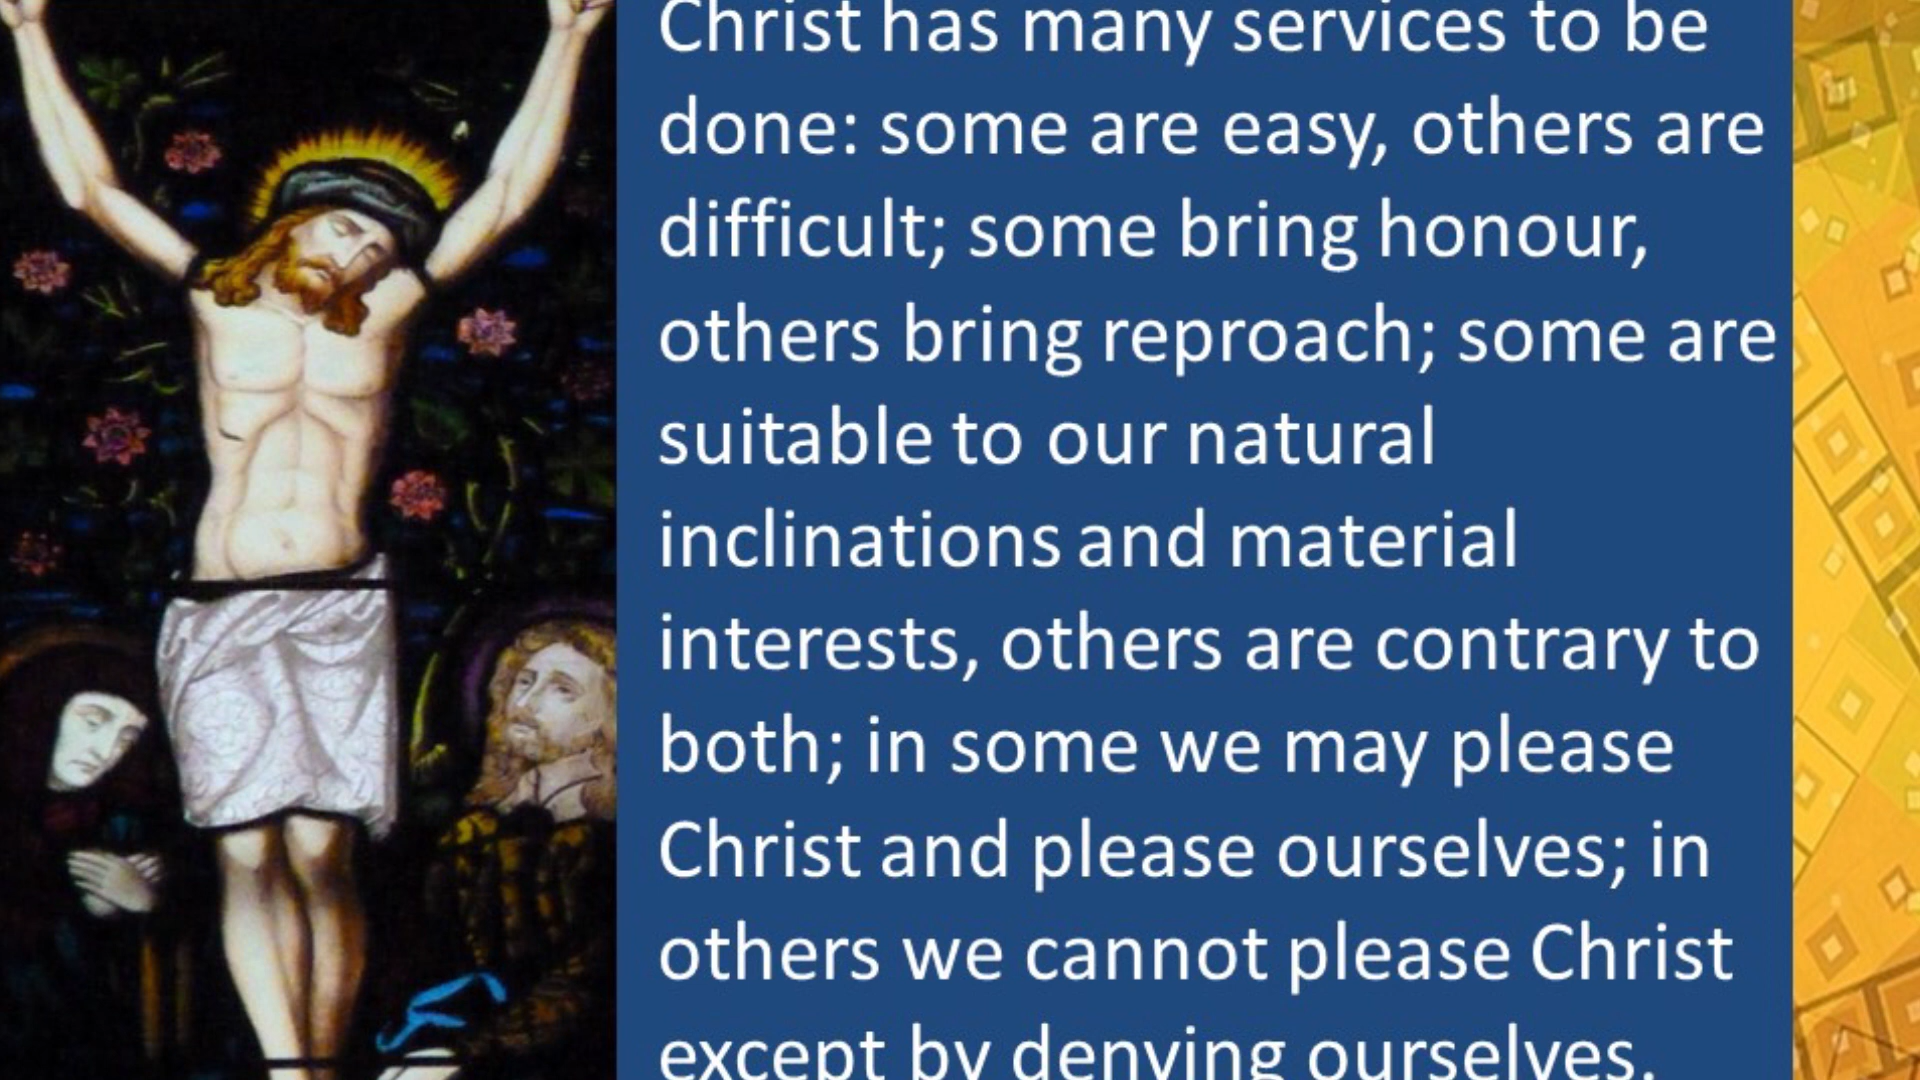 Christ has many services to be
done: some are easy, others are
difficult; some bring honour,
others bring reproach; some are
suitable to our natural
inclinations and material
interests, others are contrary to
both; in some we may please
Christ and please ourselves; in
others we cannot please Christ
except by denying ourselves.